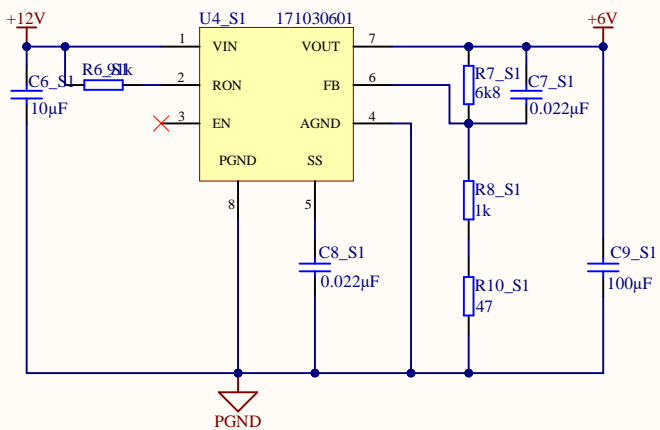 +12V
U4_S1 171030601
+6V
1 VIN VOUT 7
R6_S1
2 RON FB 6
R7_S1
6k8
C6_S1
10µF
C7_S1
0.022µF
3 EN AGND 4
PGND SS
8 5
R8_S1
1k
C8_S1
0.022µF
C9_S1
100µF
R10_S1
47
PGND